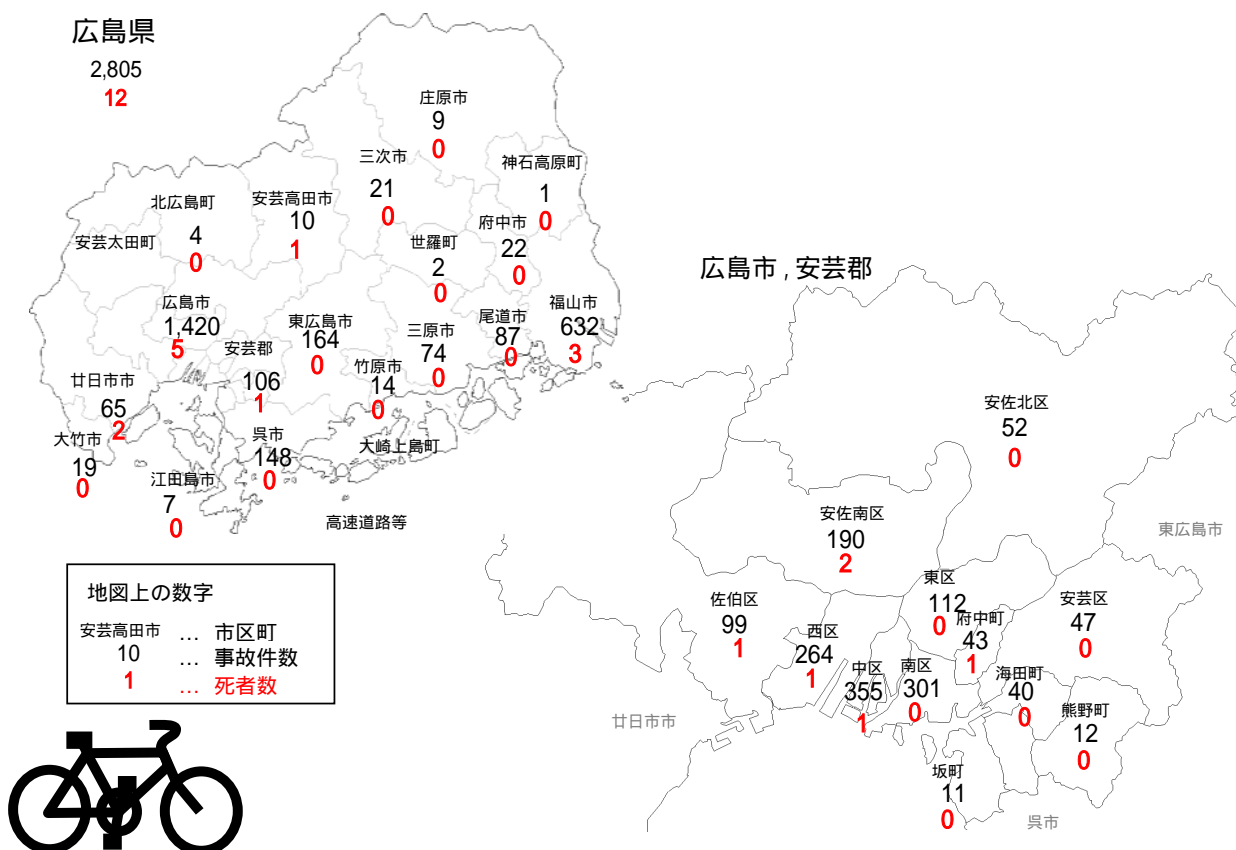 広島県
2,805
12
庄原市
9
0
三次市
21
0
神石高原町
1
0
北広島町
4
0
安芸高田市
10
1
安芸太田町
世羅町
2
0
府中市
22
0
広島市
1,420
5
安芸郡
106
1
東広島市
164
0
三原市
74
0
尾道市
87
0
福山市
632
3
竹原市
14
0
廿日市市
65
2
大竹市
19
0
江田島市
7
0
呉市
148
0
大崎上島町
高速道路等
地図上の数字
安芸高田市 … 市区町
10 … 事故件数
1 … 死者数
広島市 , 安芸郡
安佐北区
52
0
安佐南区
190
2
東広島市
佐伯区
99
1
西区
264
1
中区
355
1
南区
301
0
東区
112
0
府中町
43
1
安芸区
47
0
海田町
40
0
熊野町
12
0
坂町
11
0
廿日市市
呉市